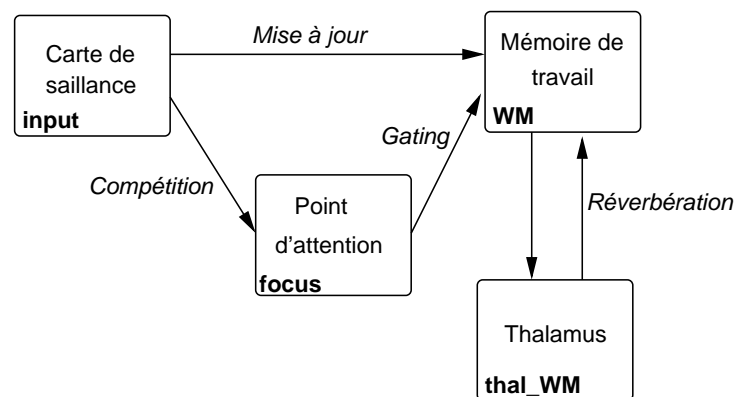 Carte de
saillance
input
Mise à jour
Mémoire de
travail
WM
Compétition
Gating
Point
d'attention
focus
Réverbération
Thalamus
thal_WM